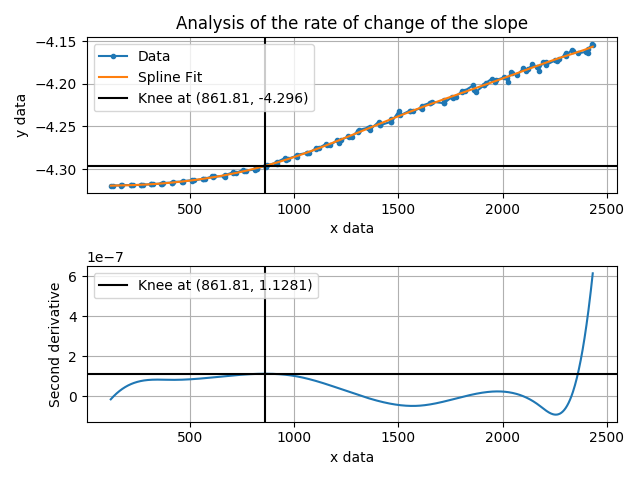 Analysis of the rate of change of the slope
−4.15
−4.20
−4.25
−4.30
y data
Data
Spline Fit
Knee at (861.81, -4.296)
500
1000
1500
2000
2500
x data
1e−7
6
4
2
0
Second derivative
Knee at (861.81, 1.1281)
500
1000
1500
2000
2500
x data